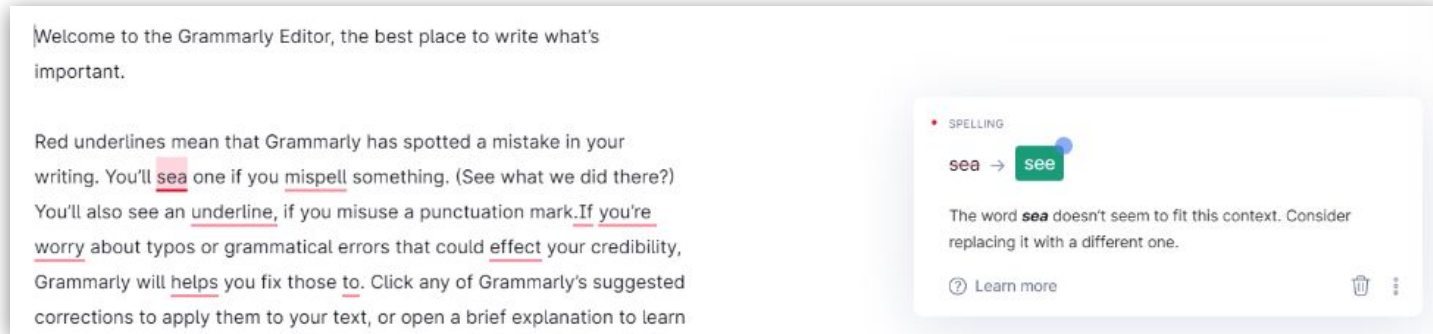 Welcome to the Grammarly Editor, the best place to write what's
important.
Red underlines mean that Grammarly has spotted a mistake in your
writing. You'll sea one if you mispell something. (See what we did there?)
You'll also see an underline, if you misuse a punctuation mark.If you're
worry about typos or grammatical errors that could effect your credibility,
Grammarly will helps you fix those to. Click any of Grammarly's suggested
corrections to apply them to your text, or open a brief explanation to learn
SPELLING
sea → see
The word sea doesn't seem to fit this context. Consider
replacing it with a different one.
Learn more